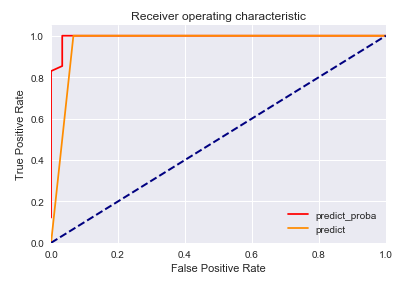 Receiver operating characteristic
True Positive Rate
1.0
0.8
0.6
0.4
0.2
0.0
predict_proba
predict
0.0 0.2 0.4 0.6 0.8 1.0
False Positive Rate